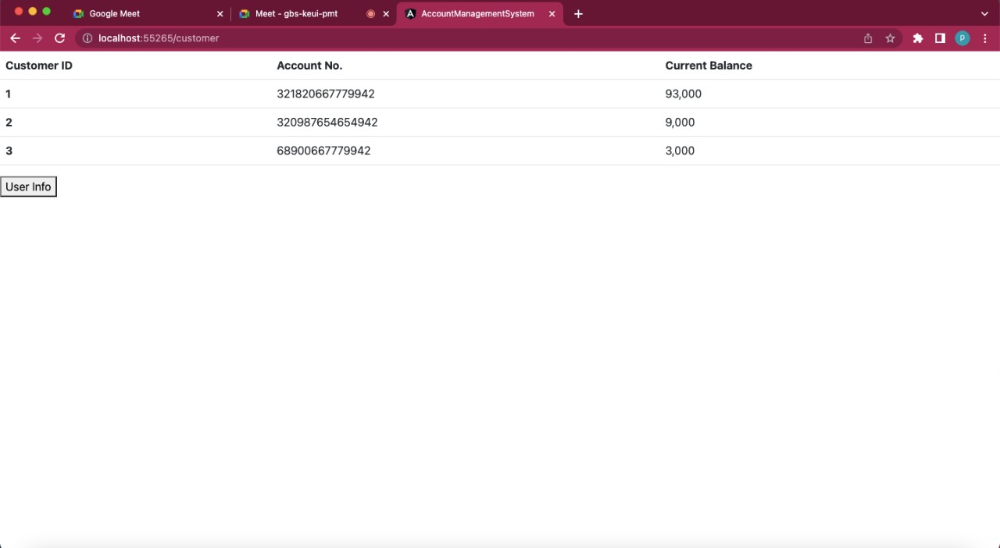 Google Meet
Meet - gbs-keui-pmt
AccountManagementSystem
localhost:55265/customer
P
Customer ID Account No. Current Balance
1 321820667779942 93,000
2 320987654654942 9,000
3 68900667779942 3,000
User Info